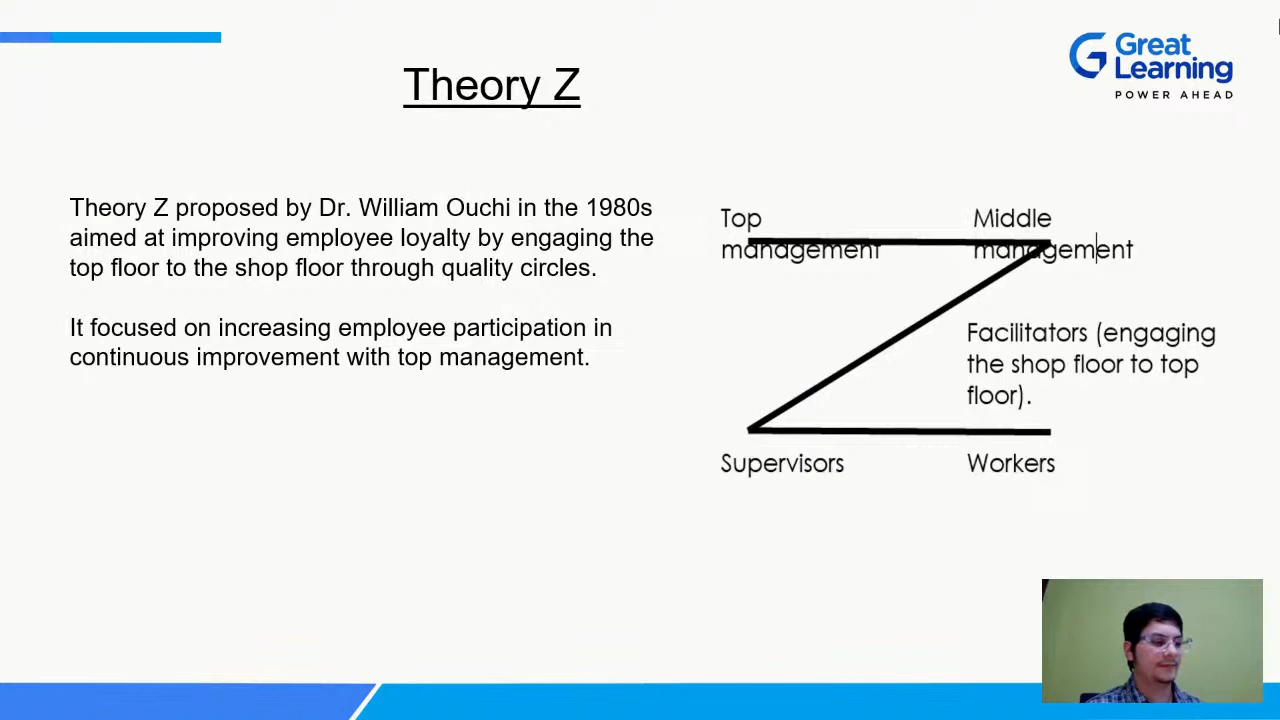 Great
Learning
POWER AHEAD
Theory Z
Theory Z proposed by Dr. William Ouchi in the 1980s
aimed at improving employee loyalty by engaging the
top floor to the shop floor through quality circles.
It focused on increasing employee participation in
continuous improvement with top management.
Top
management
Middle
management
Facilitators (engaging
the shop floor to top
floor).
Supervisors
Workers